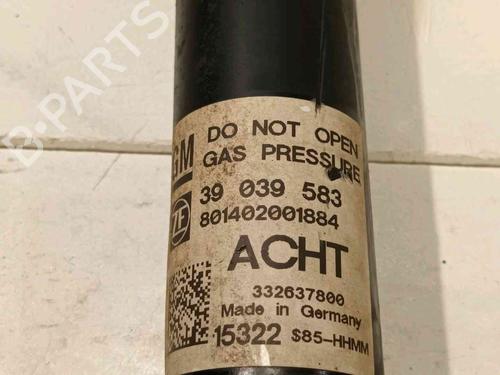 GM
DO NOT OPEN
GAS PRESSURE
39 039 583
ZF
801402001884
ACHT
332637800
Made in Germany
15322 $85-HHMM
B-PARTS